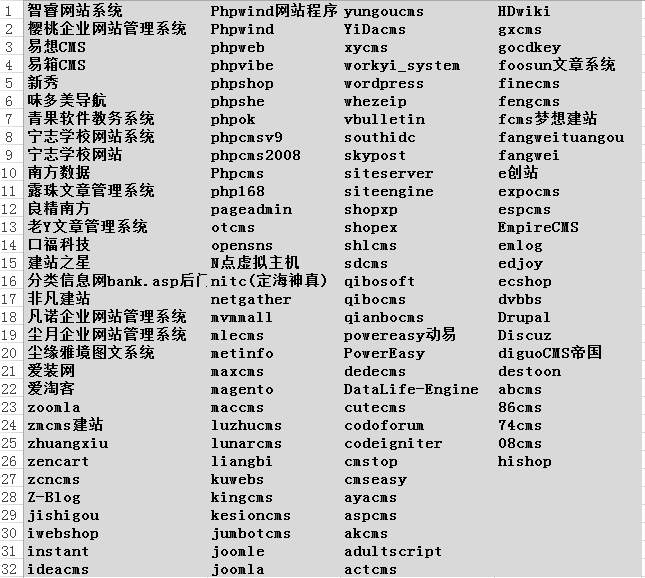 1 智睿网站系统 Phpwind网站程序 yungoucms HDwiki
2 樱桃企业网站管理系统 Phpwind YiDacms gxcms
3 易想CMS phpweb xycms gocdkey
4 易箱CMS phpvibe workyi_system foosun文章系统
5 新秀 phpshop wordpress finecms
6 味多美导航 phpshe whezeip fengcms
7 青果软件教务系统 phpok vbulletin fcms梦想建站
8 宁志学校网站系统 phpcmsv9 southidc fangweituangou
9 宁志学校网站 phpcms2008 skypost fangwei
10 南方数据 Phpcms siteserver e创站
11 露珠文章管理系统 php168 siteengine expocms
12 良精南方 pageadmin shopxp espcms
13 老Y文章管理系统 otcms shopex EmpireCMS
14 口福科技 opensns shlcms emlog
15 建站之星 N点虚拟主机 sdcms edjoy
16 分类信息网bank.asp后门 nitc(定海神真) qibosoft ecshop
17 非凡建站 netgather qibocms dvbbs
18 凡诺企业网站管理系统 mvmmall qianbocms Drupal
19 尘月企业网站管理系统 mlecms powereasy动易 Discuz
20 尘缘雅境图文系统 metinfo PowerEasy diguoCMS帝国
21 爱装网 maxcms dedecms destoon
22 爱淘客 magento DataLife-Engine abcms
23 zoomla maccms cutecms 86cms
24 zmcms建站 luzhucms codoforum 74cms
25 zhuangxiu lunarcms codeigniter 08cms
26 zencart liangbi cmstop hishop
27 zcncms kuwebs cmseasy
28 Z-Blog kingcms ayacms
29 jishigou kesioncms aspcms
30 iwebshop jumbotcms akcms
31 instant joomle adultscript
32 ideacms joomla actcms